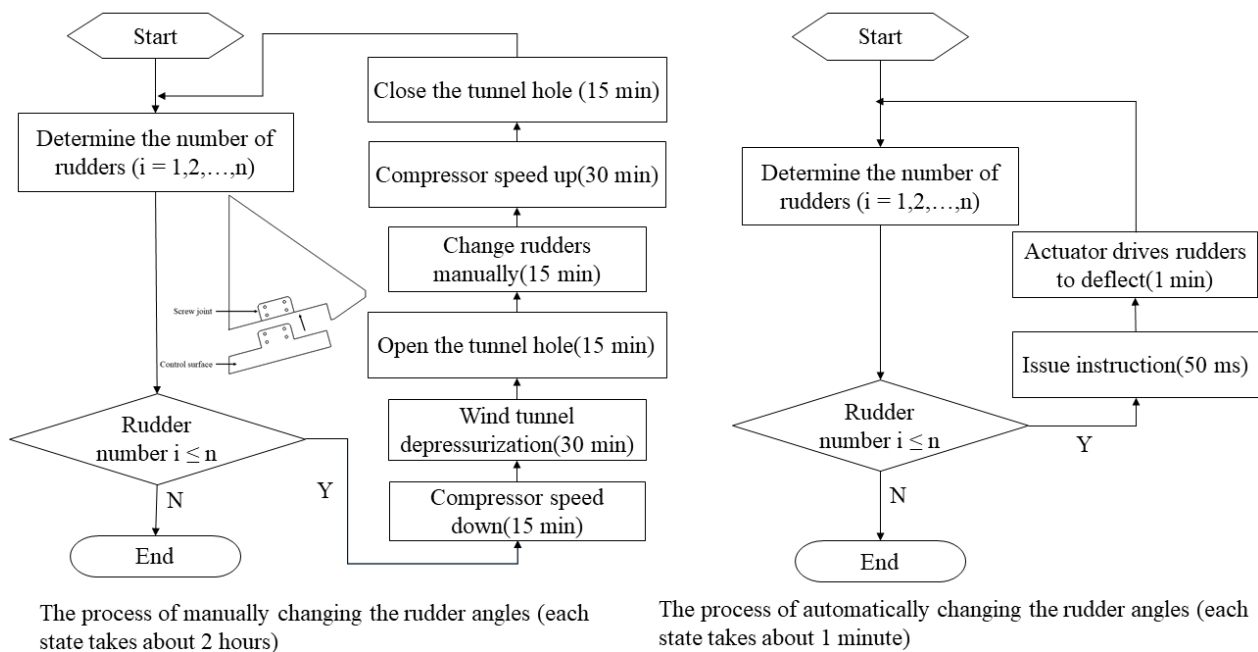 Start
Determine the number of
rudders (i = 1,2,…,n)
Screw joint
Control surface
Rudder
number i ≤ n
N
Y
End
Close the tunnel hole (15 min)
Compressor speed up(30 min)
Change rudders
manually(15 min)
Open the tunnel hole(15 min)
Wind tunnel
depressurization(30 min)
Compressor speed
down(15 min)
The process of manually changing the rudder angles (each
state takes about 2 hours)
Start
Determine the number of
rudders (i = 1,2,…,n)
Actuator drives rudders
to deflect(1 min)
Issue instruction(50 ms)
Rudder
number i ≤ n
Y
N
End
The process of automatically changing the rudder angles (each
state takes about 1 minute)